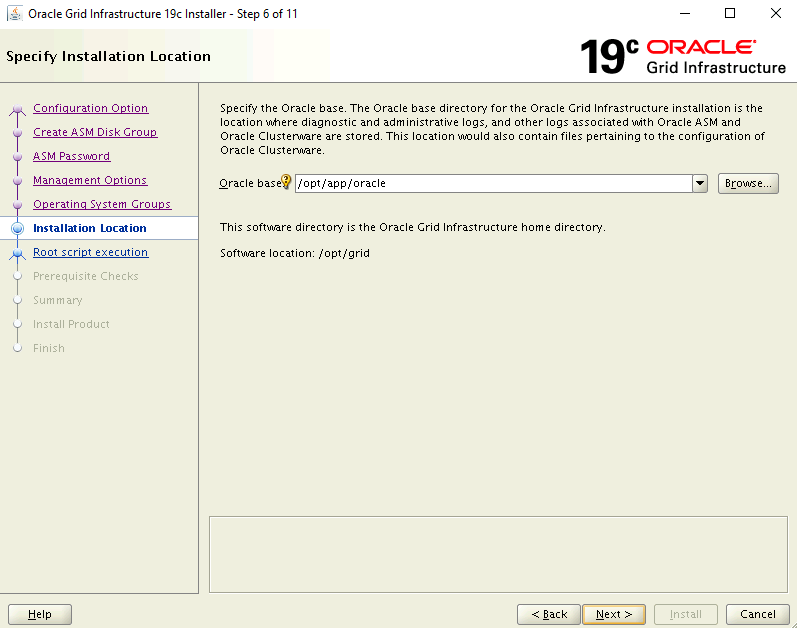 Oracle Grid Infrastructure 19c Installer - Step 6 of 11
Specify Installation Location
19c ORACLE®
Grid Infrastructure
Configuration Option
Create ASM Disk Group
ASM Password
Management Options
Operating System Groups
Installation Location
Root script execution
Prerequisite Checks
Summary
Install Product
Finish
Specify the Oracle base. The Oracle base directory for the Oracle Grid Infrastructure installation is the
location where diagnostic and administrative logs, and other logs associated with Oracle ASM and
Oracle Clusterware are stored. This location would also contain files pertaining to the configuration of
Oracle Clusterware.
Oracle base /opt/app/oracle Browse...
This software directory is the Oracle Grid Infrastructure home directory.
Software location: /opt/grid
Help < Back Next > Install Cancel